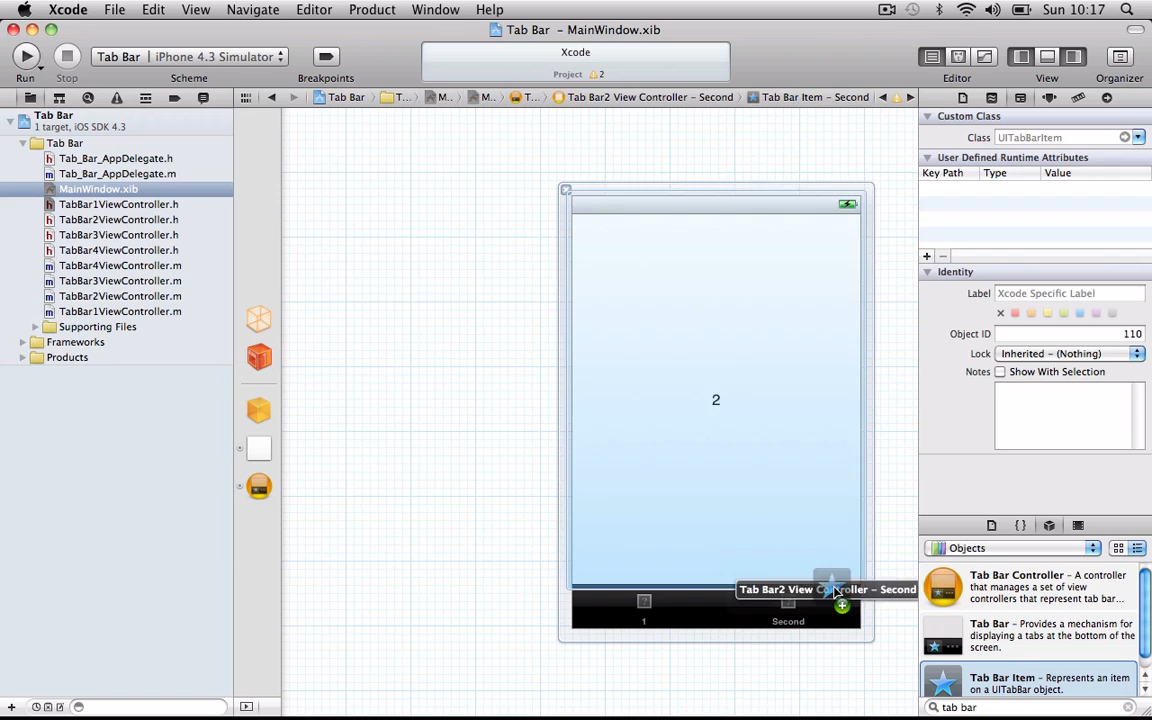 Xcode File Edit View Navigate Editor Product Window Help Sun 10:17
Tab Bar – MainWindow.xib
Tab Bar | iPhone 4.3 Simulator
Xcode
Project 2
Run Stop Scheme Breakpoints Editor View Organizer
Tab Bar T... M... M... T... Tab Bar2 View Controller – Second Tab Bar Item – Second
Tab Bar
1 target, iOS SDK 4.3
Tab Bar
Tab_Bar_AppDelegate.h
Tab_Bar_AppDelegate.m
MainWindow.xib
TabBar1ViewController.h
TabBar2ViewController.h
TabBar3ViewController.h
TabBar4ViewController.h
TabBar4ViewController.m
TabBar3ViewController.m
TabBar2ViewController.m
TabBar1ViewController.m
Supporting Files
Frameworks
Products
2
Tab Bar2 View Controller – Second
1 Second
Custom Class
Class UITabBarItem
User Defined Runtime Attributes
Key Path Type Value
Identity
Label Xcode Specific Label
Object ID 110
Lock Inherited – (Nothing)
Notes Show With Selection
Objects
Tab Bar Controller – A controller
that manages a set of view
controllers that represent tab bar...
Tab Bar – Provides a mechanism for
displaying a tabs at the bottom of the
screen.
Tab Bar Item – Represents an item
on a UITabBar object.
tab bar